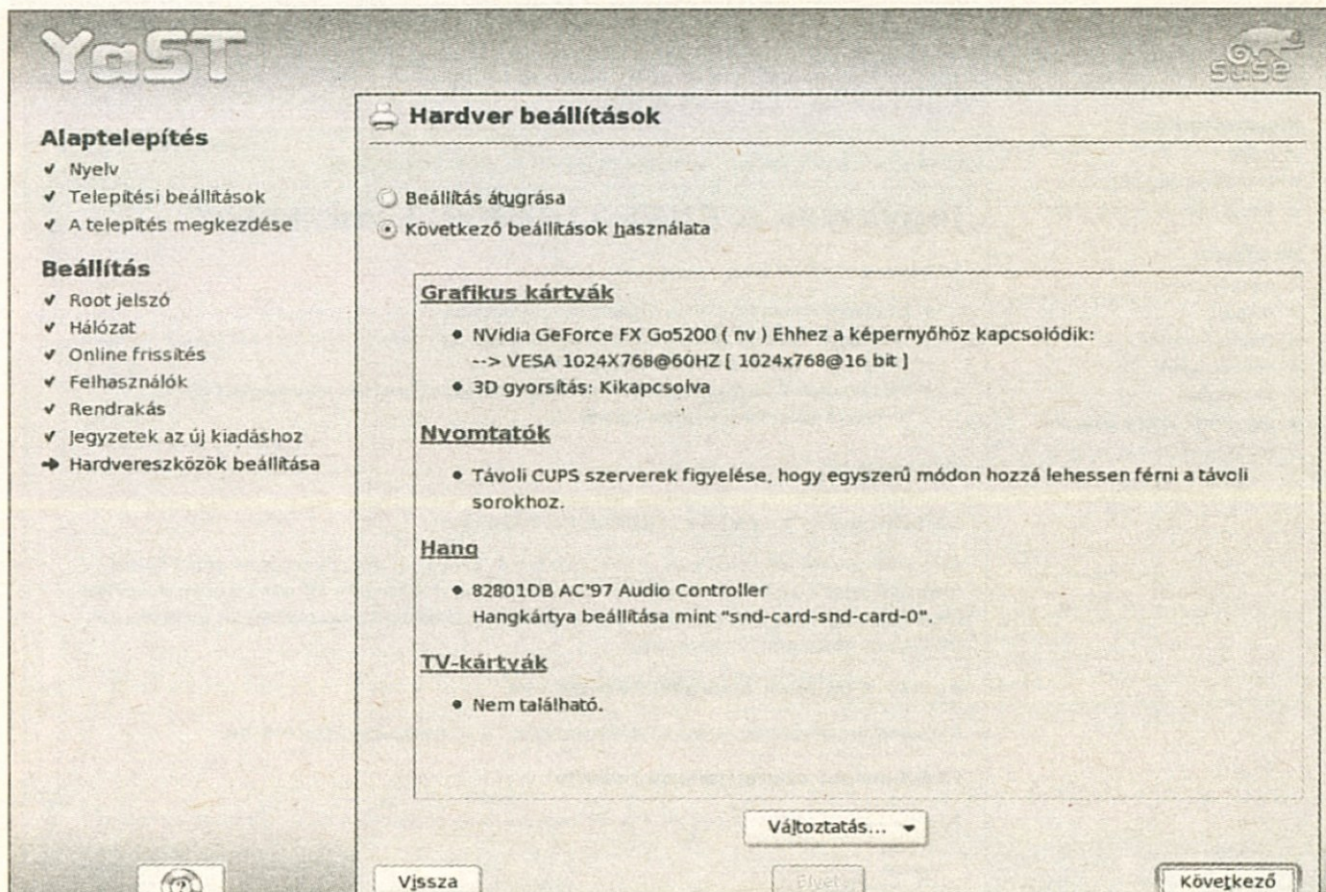 YaST
suse
Alaptelepítés
✔ Nyelv
✔ Telepítési beállítások
✔ A telepítés megkezdése
Beállítás
✔ Root jelszó
✔ Hálózat
✔ Online frissítés
✔ Felhasználók
✔ Rendrakás
✔ Jegyzetek az új kiadáshoz
➔ Hardvereszközök beállítása
Hardver beállítások
Beállítás átugrása
Következő beállítások használata
Grafikus kártyák
• NVidia GeForce FX Go5200 ( nv ) Ehhez a képernyőhöz kapcsolódik:
--> VESA 1024X768@60HZ [ 1024x768@16 bit ]
• 3D gyorsítás: Kikapcsolva
Nyomtatók
• Távoli CUPS szerverek figyelése, hogy egyszerű módon hozzá lehessen férni a távoli
sorokhoz.
Hang
• 82801DB AC'97 Audio Controller
Hangkártya beállítása mint "snd-card-snd-card-0".
TV-kártyák
• Nem található.
Változtatás...
Vissza
Elvet
Következő